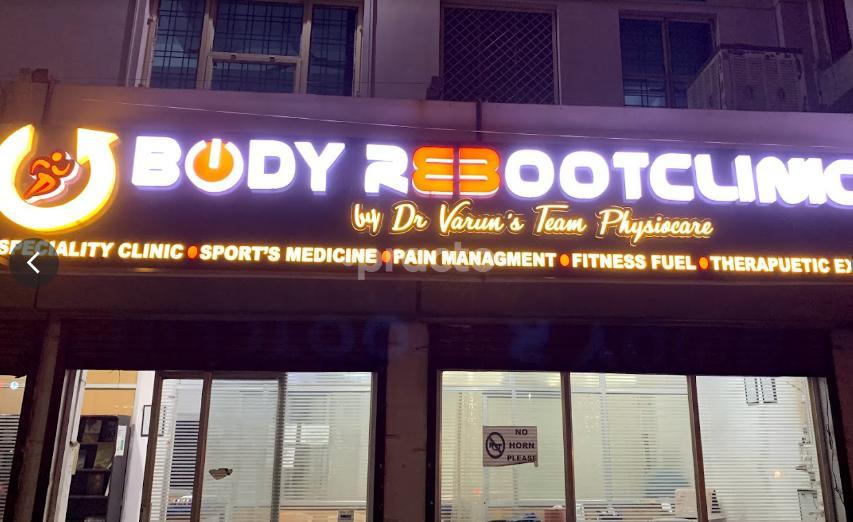 BODY REBOOTCLINIC
by Dr Varun's Team Physiocare
SPECIALITY CLINIC • SPORT'S MEDICINE • PAIN MANAGMENT • FITNESS FUEL • THERAPUETIC EX
practo
NO
HORN
PLEASE